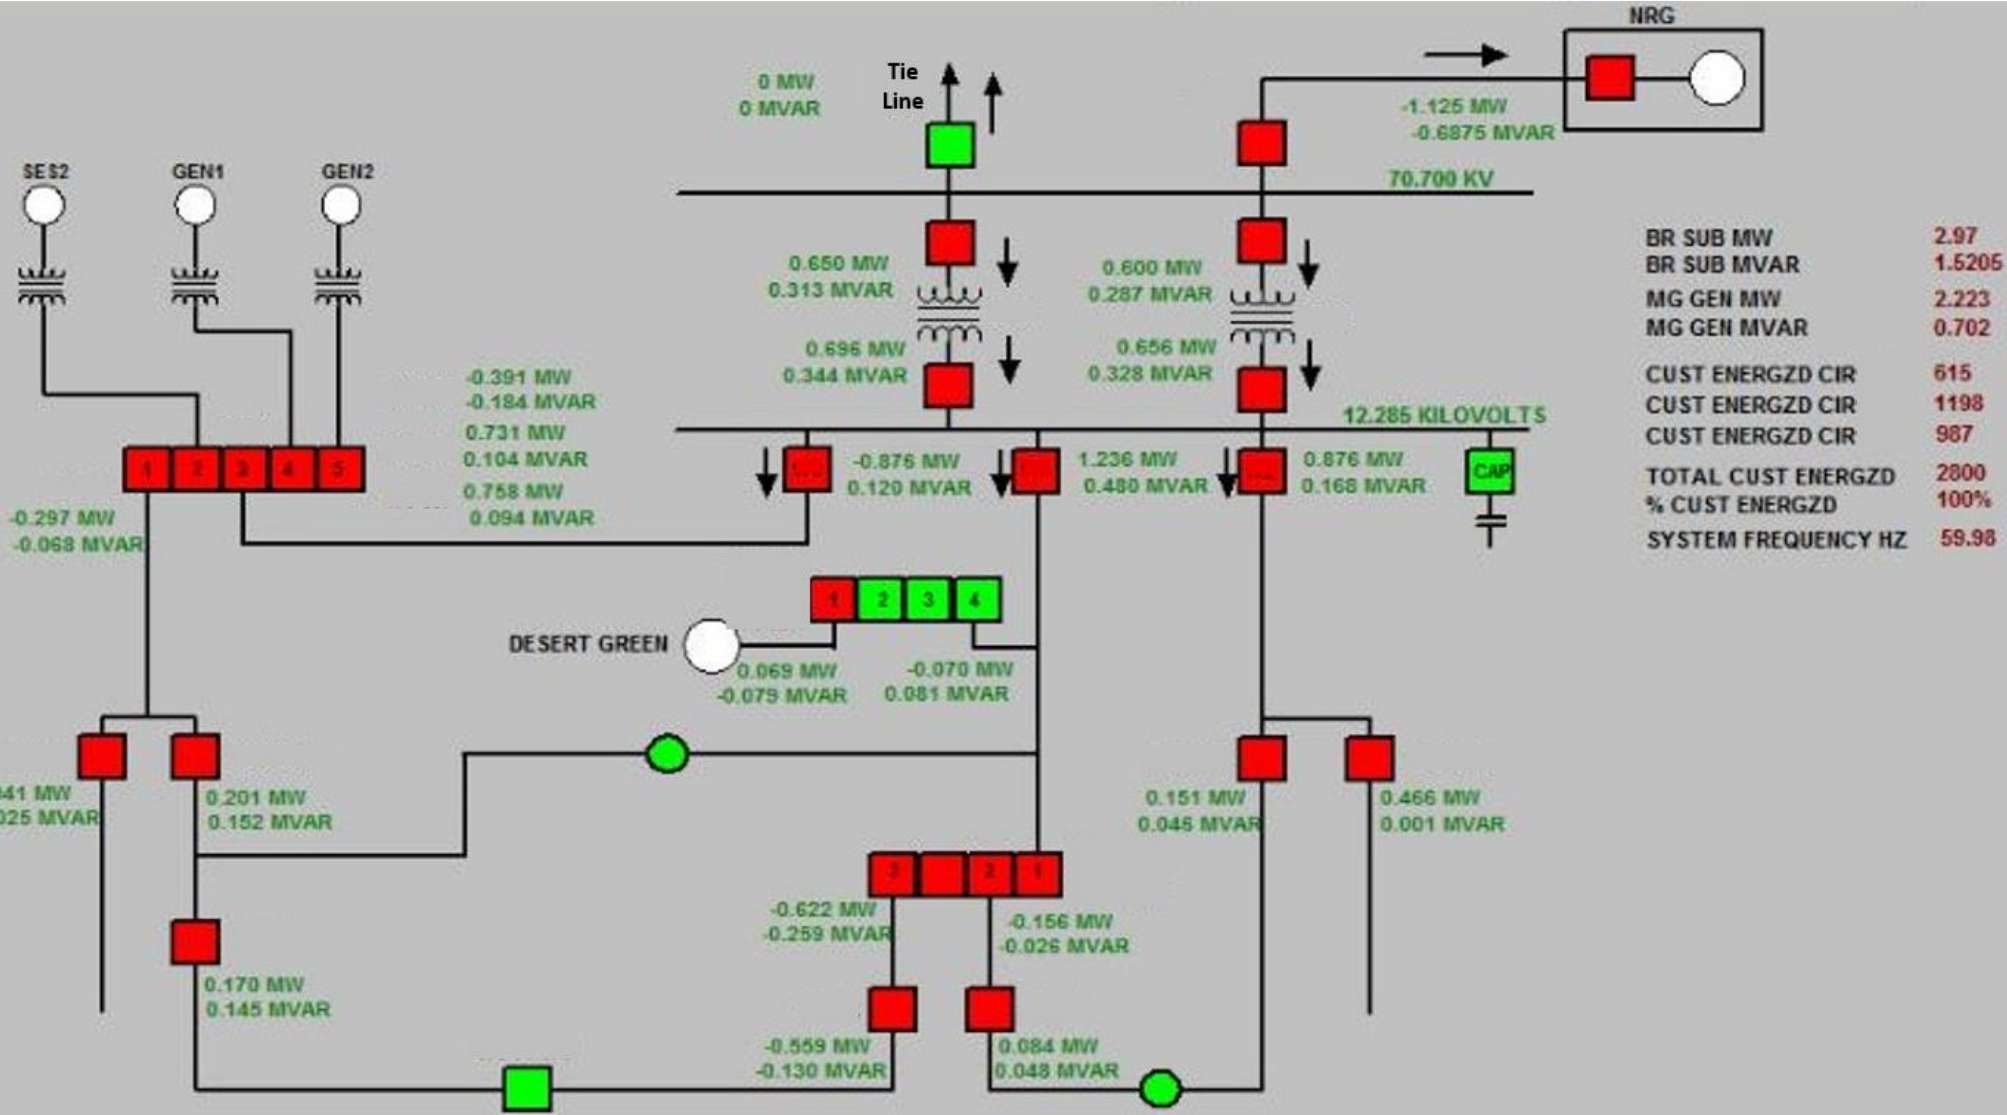 NRG
Tie
Line
0 MW
0 MVAR
-1.125 MW
-0.6875 MVAR
70.700 KV
SES2
GEN1
GEN2
0.650 MW
0.313 MVAR
0.600 MW
0.287 MVAR
0.696 MW
0.344 MVAR
0.656 MW
0.328 MVAR
BR SUB MW 2.97
BR SUB MVAR 1.5205
MG GEN MW 2.223
MG GEN MVAR 0.702
CUST ENERGZD CIR 615
CUST ENERGZD CIR 1198
CUST ENERGZD CIR 987
TOTAL CUST ENERGZD 2800
% CUST ENERGZD 100%
SYSTEM FREQUENCY HZ 59.98
-0.391 MW
-0.184 MVAR
0.731 MW
0.104 MVAR
0.758 MW
0.094 MVAR
12.285 KILOVOLTS
1 2 3 4 5
-0.876 MW
0.120 MVAR
1.236 MW
0.480 MVAR
0.876 MW
0.168 MVAR
CAP
-0.297 MW
-0.068 MVAR
1 2 3 4
DESERT GREEN
0.069 MW
-0.079 MVAR
-0.070 MW
0.081 MVAR
41 MW
025 MVAR
0.201 MW
0.152 MVAR
0.151 MW
0.046 MVAR
0.466 MW
0.001 MVAR
3 2 1
-0.622 MW
-0.259 MVAR
-0.156 MW
-0.026 MVAR
0.170 MW
0.145 MVAR
-0.559 MW
-0.130 MVAR
0.084 MW
0.048 MVAR